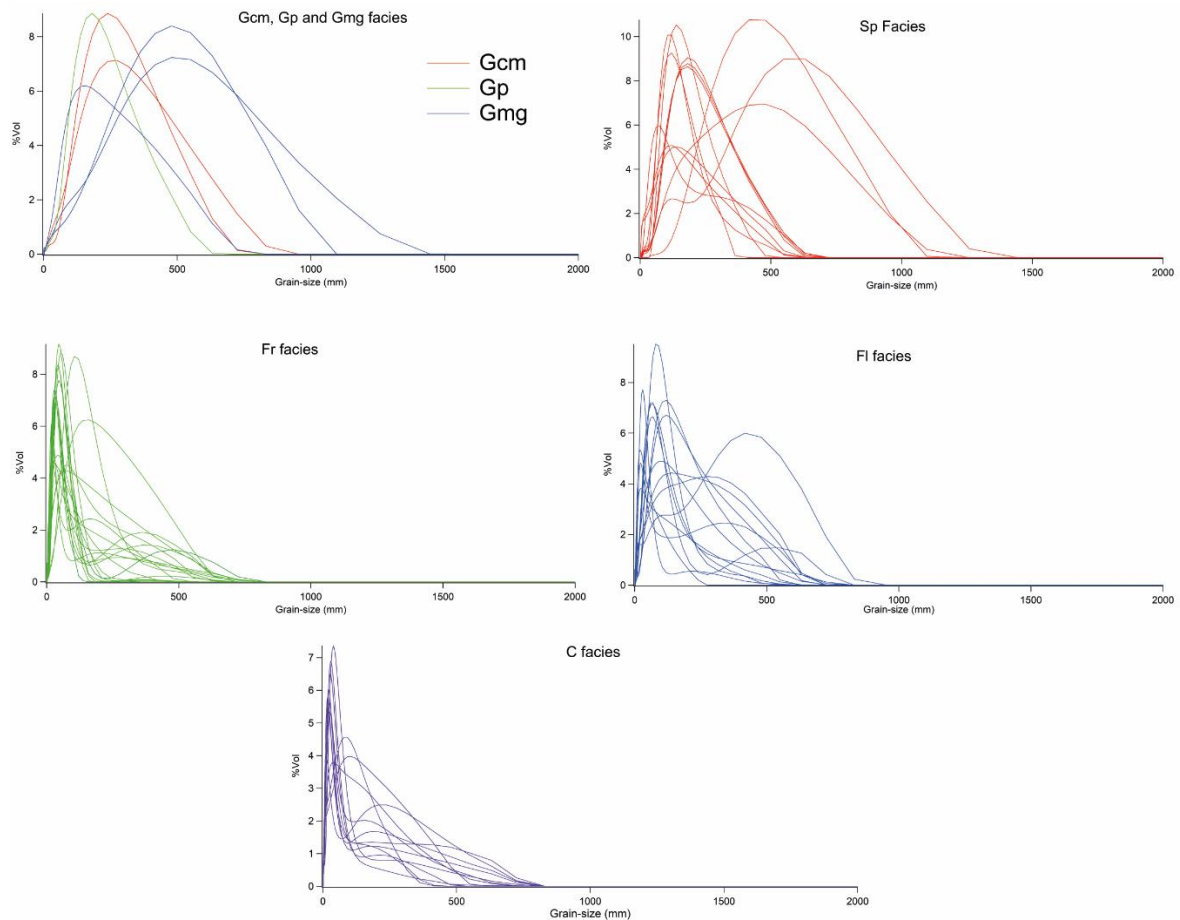 Gcm, Gp and Gmg facies
8
6
4
2
0
%Vol
Gcm
Gp
Gmg
0 500 1000 1500 2000
Grain-size (mm)
Sp Facies
10
8
6
4
2
0
%Vol
0 500 1000 1500 2000
Grain-size (mm)
Fr facies
8
6
4
2
0
%Vol
0 500 1000 1500 2000
Grain-size (mm)
Fl facies
8
6
4
2
0
%Vol
0 500 1000 1500 2000
Grain-size (mm)
C facies
7
6
5
4
3
2
1
0
%Vol
0 500 1000 1500 2000
Grain-size (mm)